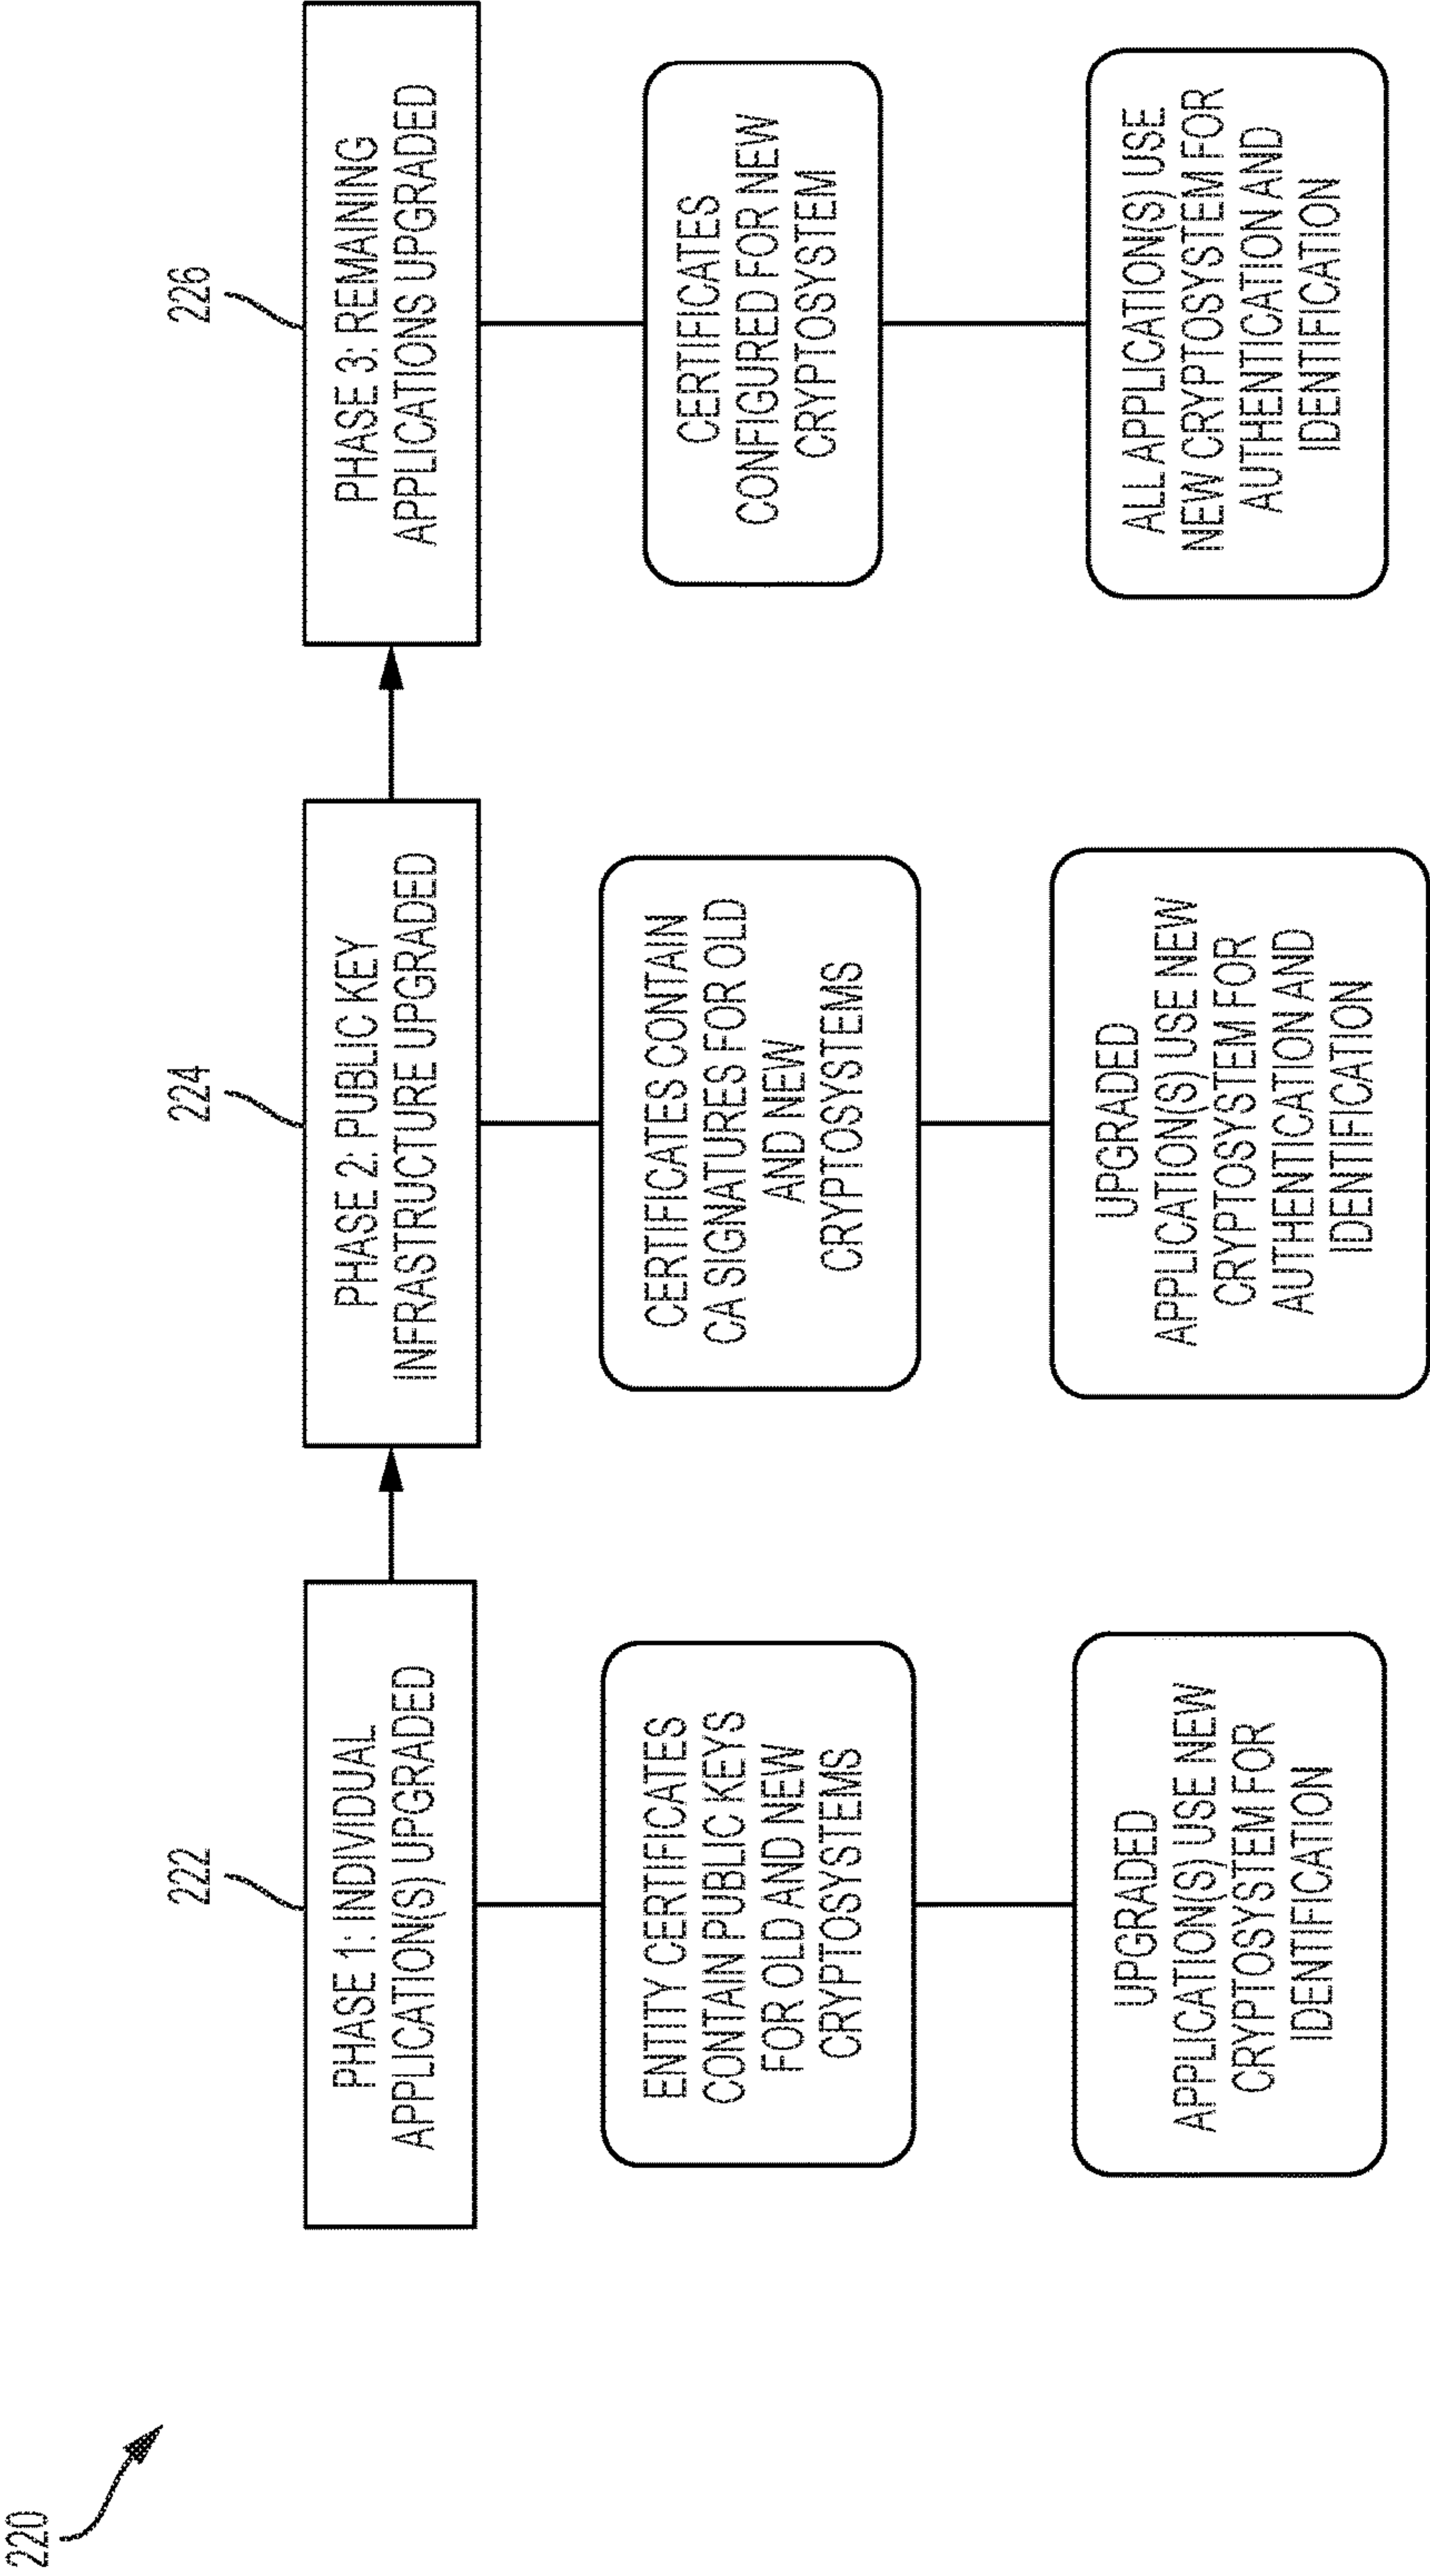 220
222
PHASE 1: INDIVIDUAL
APPLICATION(S) UPGRADED
ENTITY CERTIFICATES
CONTAIN PUBLIC KEYS
FOR OLD AND NEW
CRYPTOSYSTEMS
UPGRADED
APPLICATION(S) USE NEW
CRYPTOSYSTEM FOR
IDENTIFICATION
224
PHASE 2: PUBLIC KEY
INFRASTRUCTURE UPGRADED
CERTIFICATES CONTAIN
CA SIGNATURES FOR OLD
AND NEW
CRYPTOSYSTEMS
UPGRADED
APPLICATION(S) USE NEW
CRYPTOSYSTEM FOR
AUTHENTICATION AND
IDENTIFICATION
226
PHASE 3: REMAINING
APPLICATIONS UPGRADED
CERTIFICATES
CONFIGURED FOR NEW
CRYPTOSYSTEM
ALL APPLICATION(S) USE
NEW CRYPTOSYSTEM FOR
AUTHENTICATION AND
IDENTIFICATION